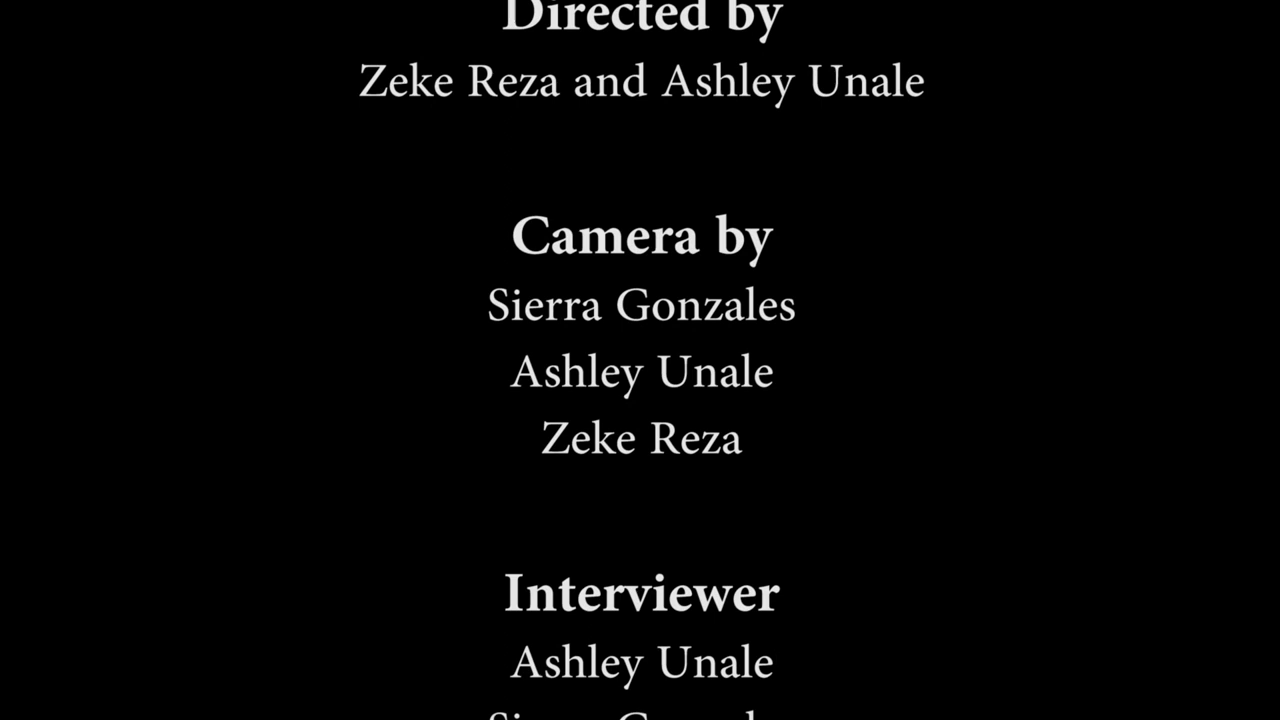 Directed by
Zeke Reza and Ashley Unale
Camera by
Sierra Gonzales
Ashley Unale
Zeke Reza
Interviewer
Ashley Unale